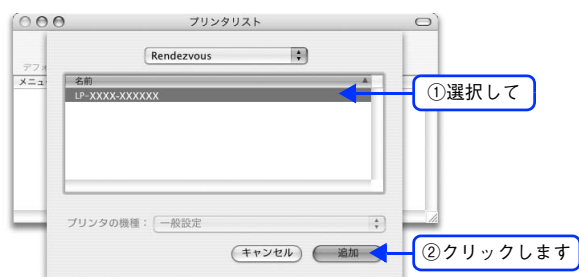 プリンタリスト
Rendezvous
デフォ
メニュー
名前
LP-XXXX-XXXXXX
①選択して
プリンタの機種： 一般設定
キャンセル 追加
②クリックします